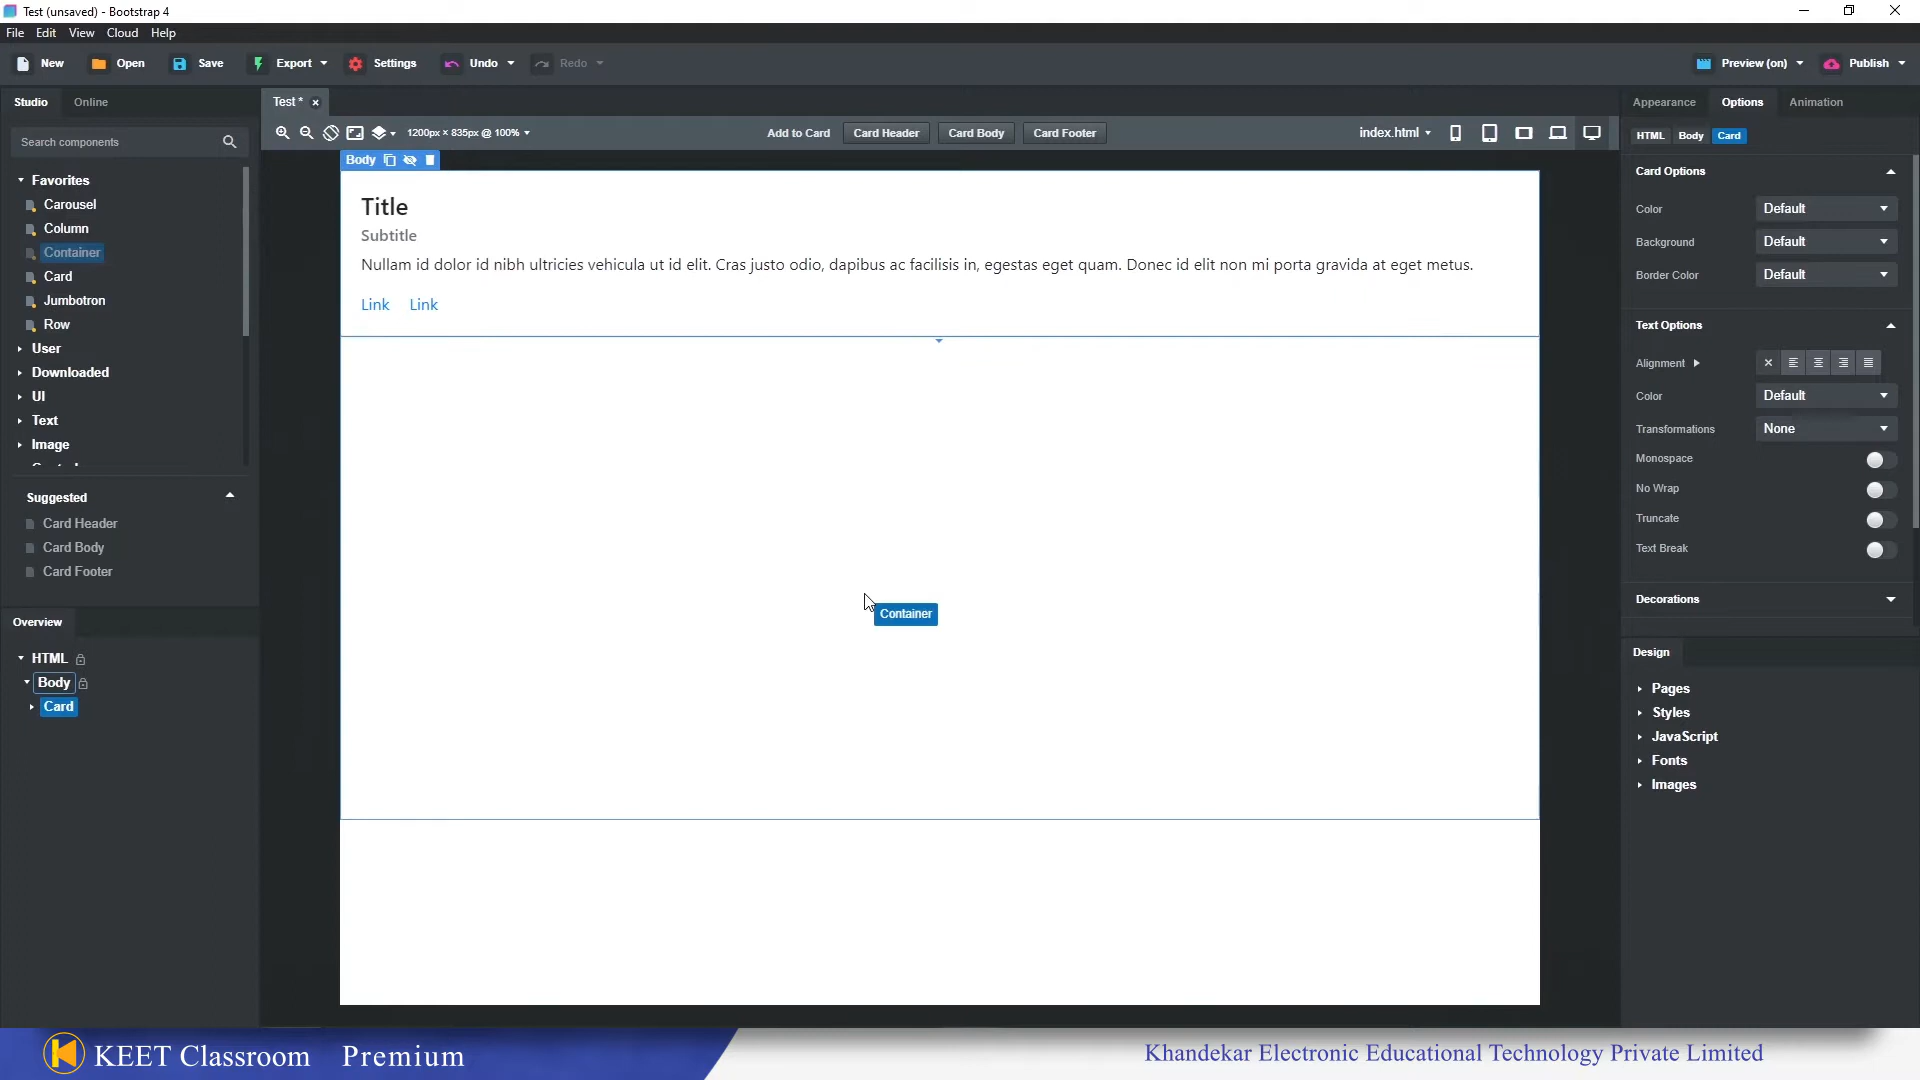 Test (unsaved) - Bootstrap 4
File Edit View Cloud Help
New Open Save Export Settings Undo Redo Preview (on) Publish
Studio Online
Test *
Appearance Options Animation
Search components
1200px × 835px @ 100%
Add to Card Card Header Card Body Card Footer
index.html
HTML Body Card
Favorites
Carousel
Column
Container
Card
Jumbotron
Row
User
Downloaded
UI
Text
Image
Suggested
Card Header
Card Body
Card Footer
Overview
HTML
Body
Card
Body
Title
Subtitle
Nullam id dolor id nibh ultricies vehicula ut id elit. Cras justo odio, dapibus ac facilisis in, egestas eget quam. Donec id elit non mi porta gravida at eget metus.
Link Link
Container
Card Options
Color Default
Background Default
Border Color Default
Text Options
Alignment
Color Default
Transformations None
Monospace
No Wrap
Truncate
Text Break
Decorations
Design
Pages
Styles
JavaScript
Fonts
Images
KEET Classroom Premium
Khandekar Electronic Educational Technology Private Limited